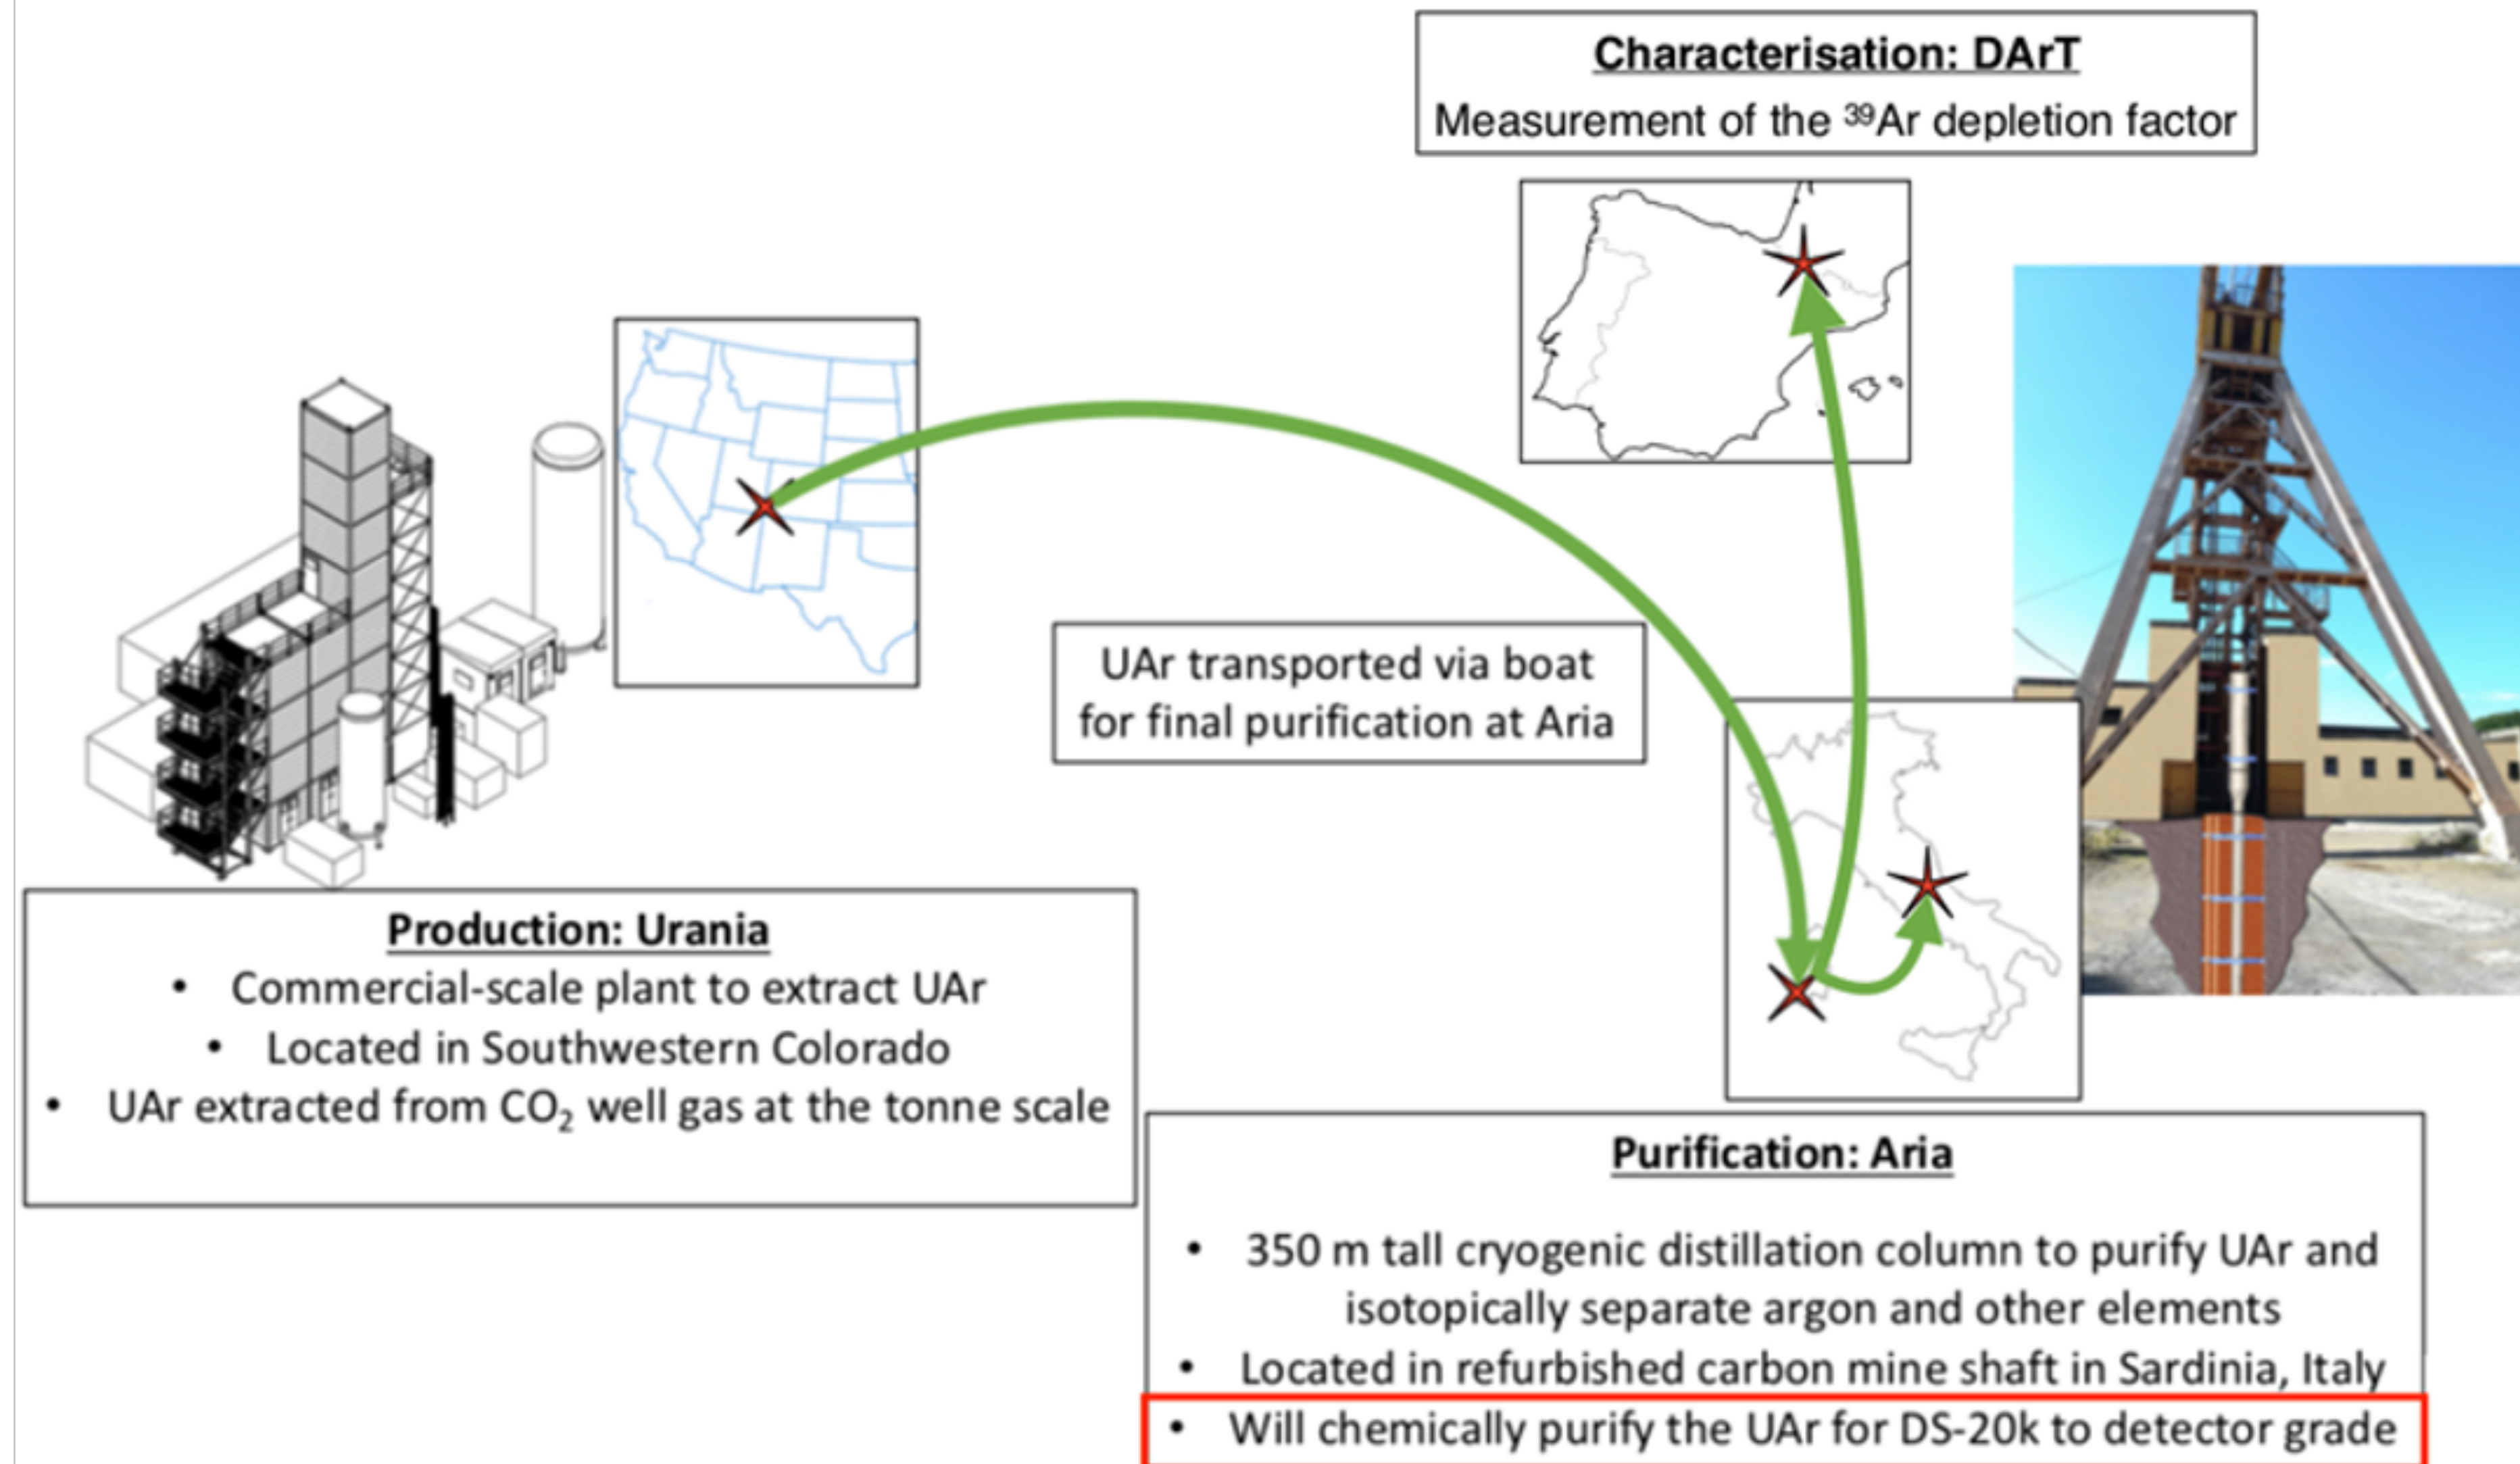 Characterisation: DArT
Measurement of the ³⁹Ar depletion factor
UAr transported via boat
for final purification at Aria
Production: Urania
• Commercial-scale plant to extract UAr
• Located in Southwestern Colorado
• UAr extracted from CO₂ well gas at the tonne scale
Purification: Aria
• 350 m tall cryogenic distillation column to purify UAr and
isotopically separate argon and other elements
• Located in refurbished carbon mine shaft in Sardinia, Italy
• Will chemically purify the UAr for DS-20k to detector grade